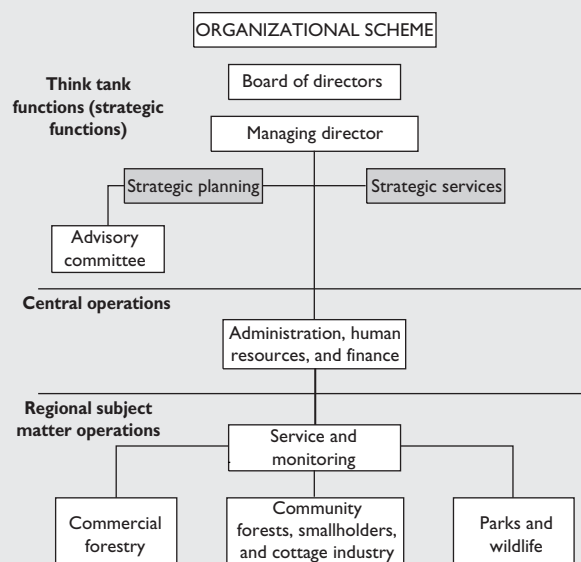 ORGANIZATIONAL SCHEME
Think tank
functions (strategic
functions)
Board of directors
Managing director
Strategic planning
Strategic services
Advisory
committee
Central operations
Administration, human
resources, and finance
Regional subject
matter operations
Service and
monitoring
Commercial
forestry
Community
forests, smallholders,
and cottage industry
Parks and
wildlife